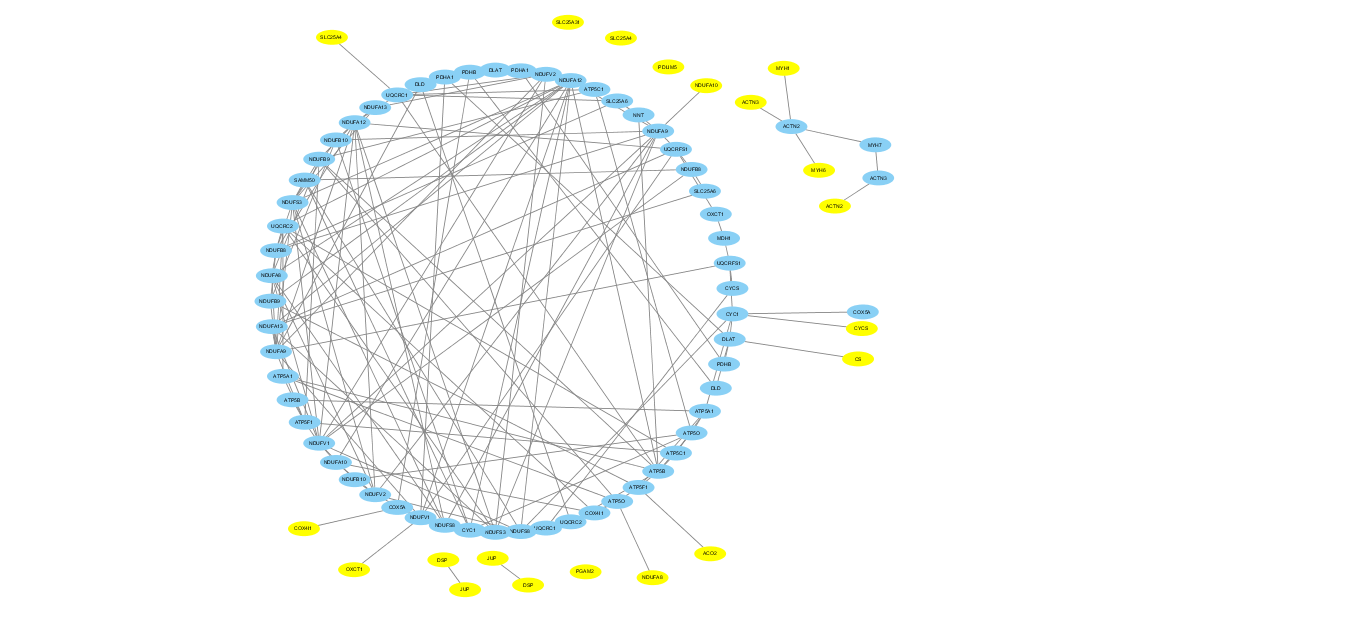 SLC25A31
SLC25A4
SLC25A4
PDLIM5
NDUFA10
MYH6
ACTN3
ACTN2
MYH7
MYH6
ACTN3
ACTN2
PDHA1
PDHB
DLAT
PDHA1
NDUFV2
NDUFA12
DLD
ATP5C1
UQCRC1
SLC25A6
NDUFA13
NNT
NDUFA12
NDUFA9
NDUFB10
UQCRFS1
NDUFB9
NDUFB8
SAMM50
SLC25A6
NDUFS3
OXCT1
UQCRC2
MDH1
NDUFB8
UQCRFS1
NDUFA6
CYCS
NDUFB9
CYC1
COX5A
NDUFA13
CYCS
DLAT
NDUFA9
CS
PDHB
ATP5A1
DLD
ATP5B
ATP5A1
ATP5F1
ATP5O
NDUFV1
ATP5C1
NDUFA10
ATP5B
NDUFB10
ATP5F1
NDUFV2
ATP5O
COX5A
COX4I1
NDUFV1
UQCRC2
NDUFS8
CYC1
NDUFS3
NDUFS8
UQCRC1
COX4I1
OXCT1
DSP
JUP
ACO2
PGAM2
NDUFA6
JUP
DSP